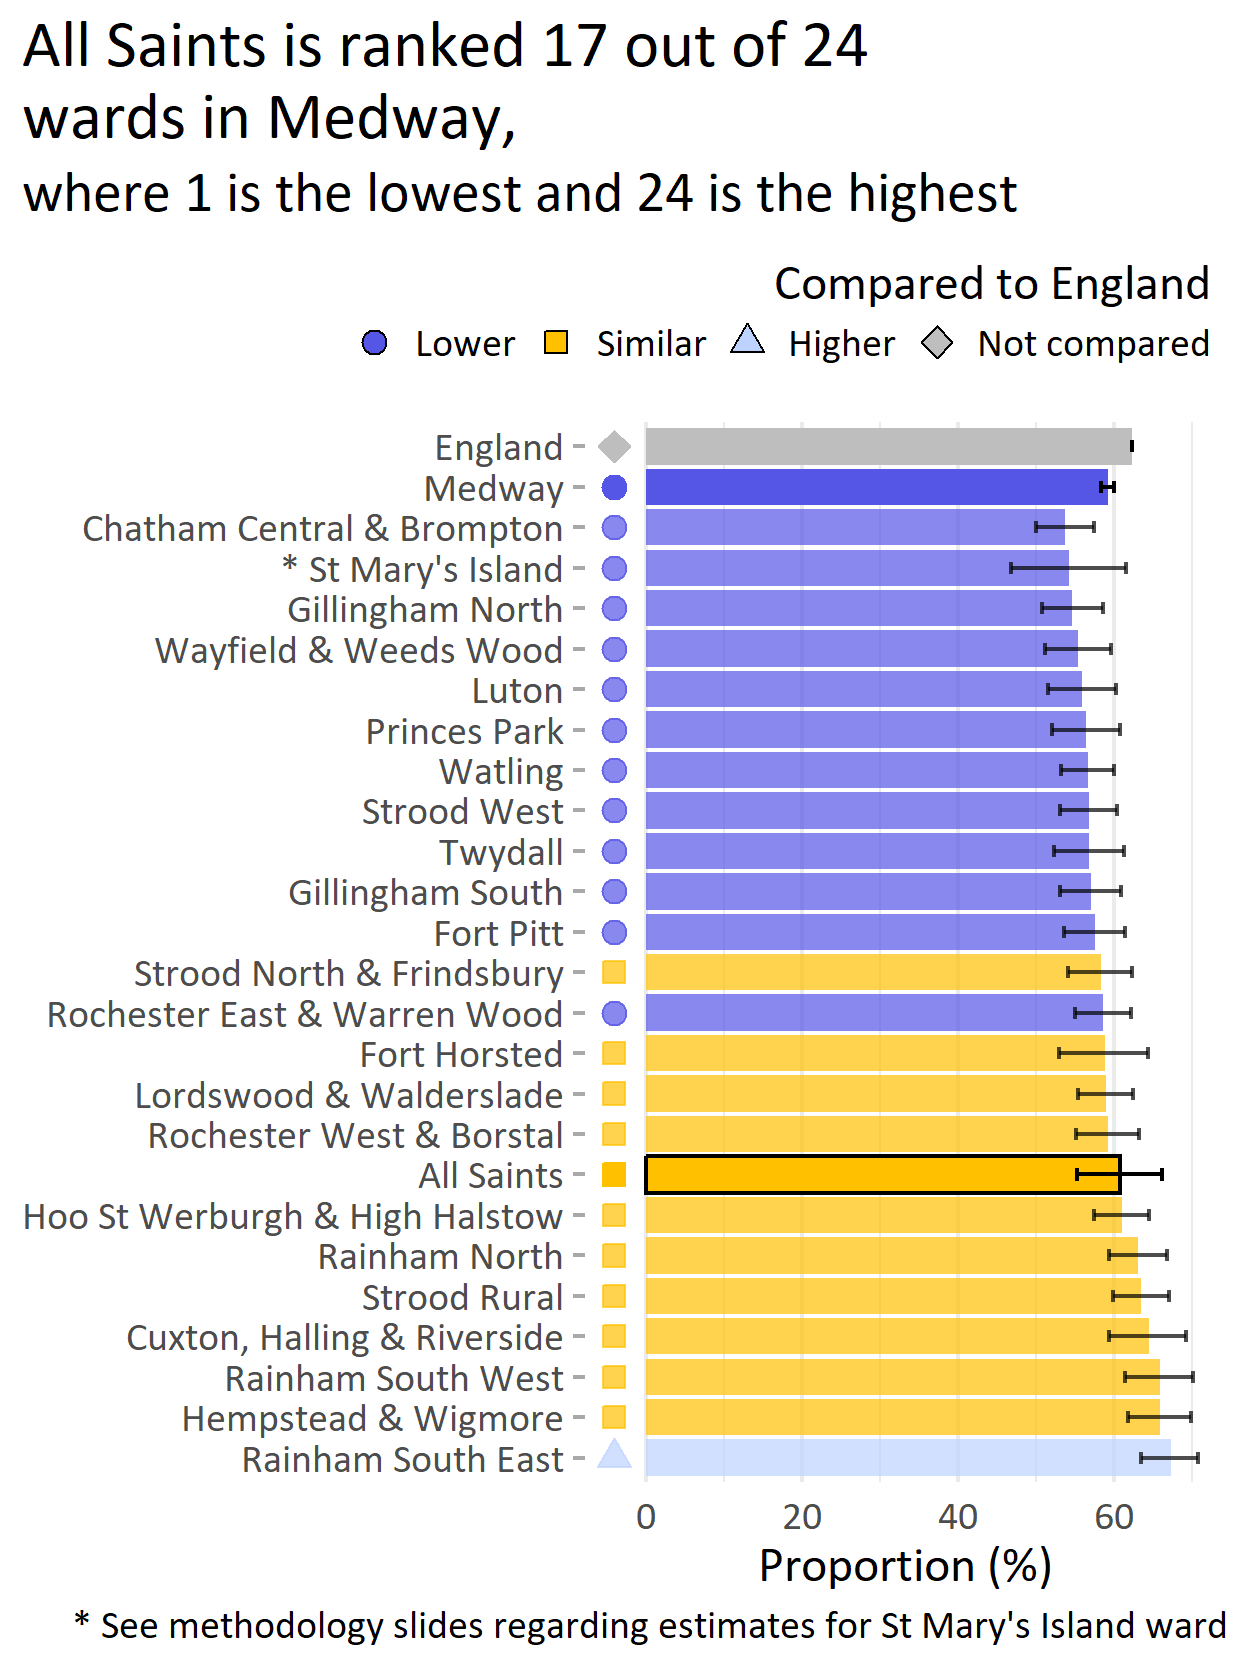 All Saints is ranked 17 out of 24
wards in Medway,
where 1 is the lowest and 24 is the highest
Compared to England
Lower Similar Higher Not compared
England
Medway
Chatham Central & Brompton
* St Mary's Island
Gillingham North
Wayfield & Weeds Wood
Luton
Princes Park
Watling
Strood West
Twydall
Gillingham South
Fort Pitt
Strood North & Frindsbury
Rochester East & Warren Wood
Fort Horsted
Lordswood & Walderslade
Rochester West & Borstal
All Saints
Hoo St Werburgh & High Halstow
Rainham North
Strood Rural
Cuxton, Halling & Riverside
Rainham South West
Hempstead & Wigmore
Rainham South East
0 20 40 60
Proportion (%)
* See methodology slides regarding estimates for St Mary's Island ward